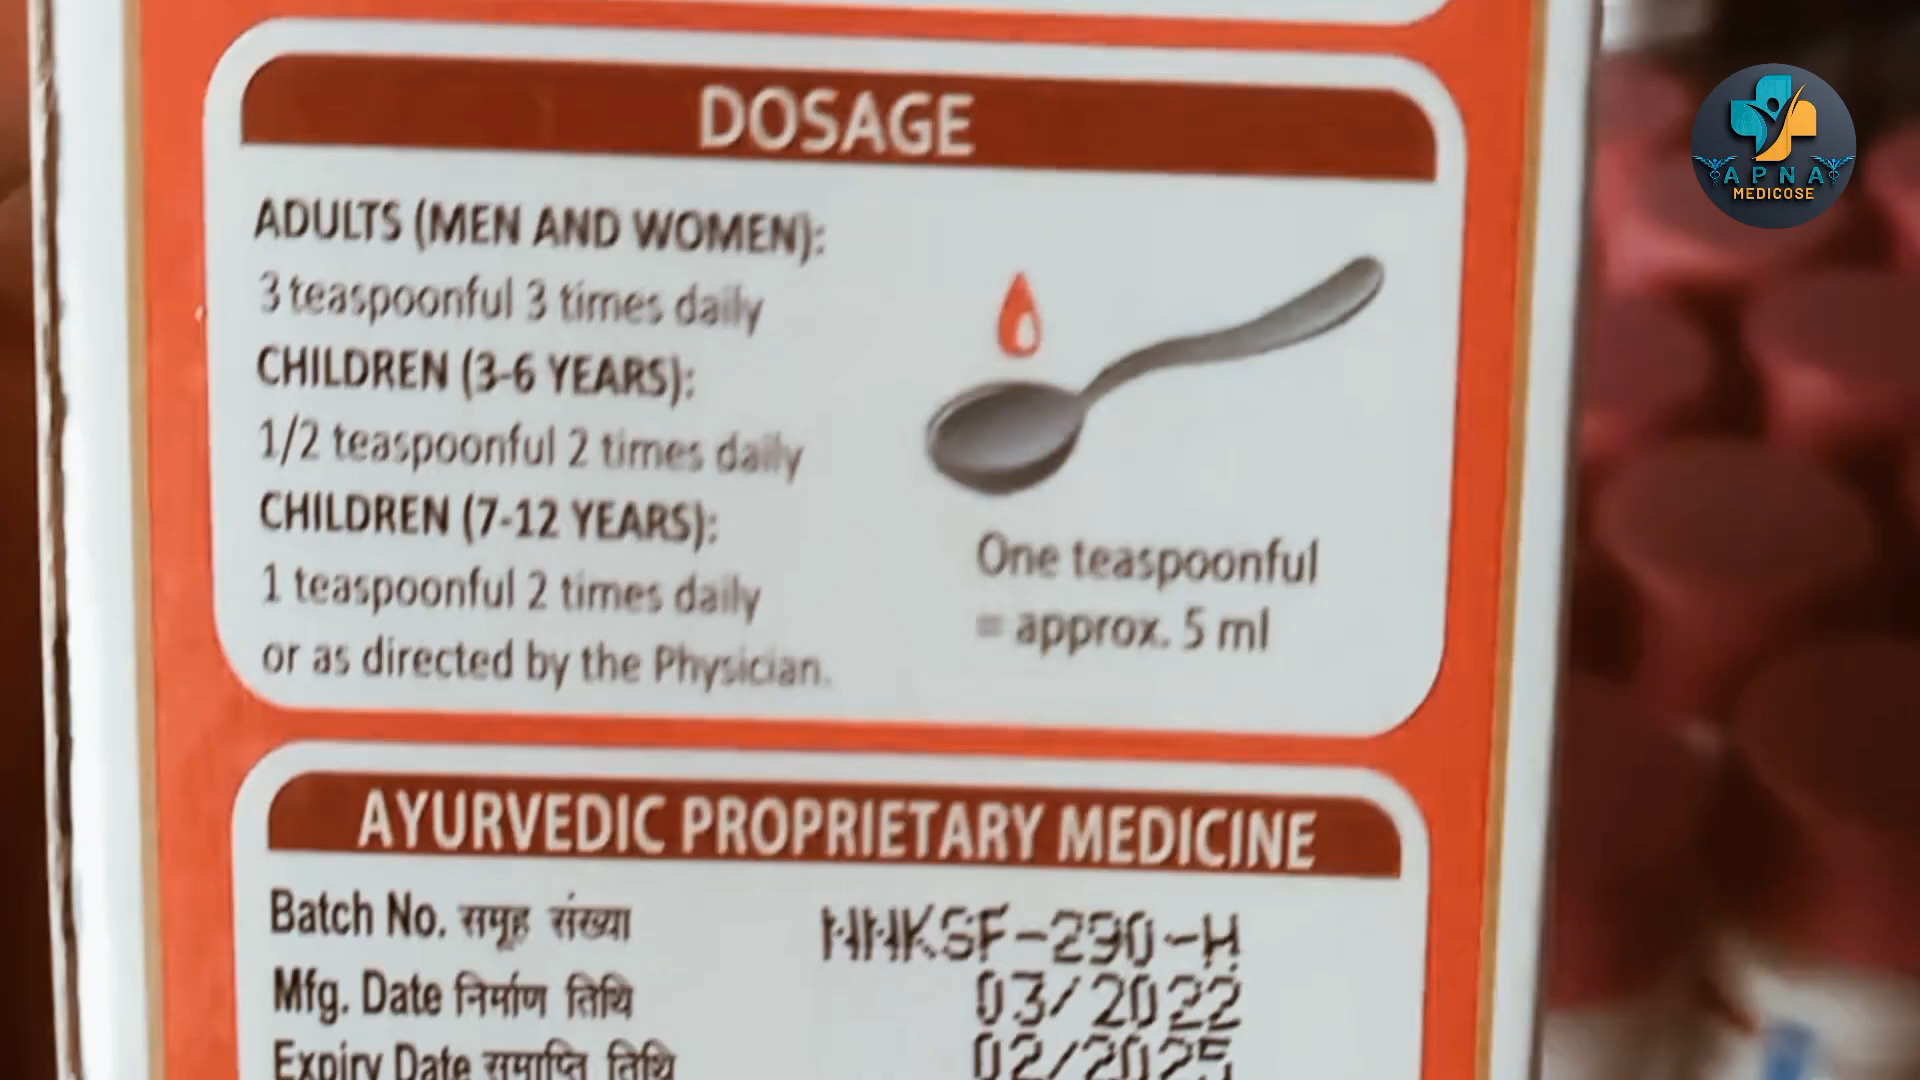 DOSAGE
ADULTS (MEN AND WOMEN):
3 teaspoonful 3 times daily
CHILDREN (3-6 YEARS):
1/2 teaspoonful 2 times daily
CHILDREN (7-12 YEARS):
1 teaspoonful 2 times daily
or as directed by the Physician.
One teaspoonful
= approx. 5 ml
APNA
MEDICOSE
AYURVEDIC PROPRIETARY MEDICINE
Batch No. समूह संख्या NHKSF-290-H
Mfg. Date निर्माण तिथि 03/2022
Expiry Date समाप्ति तिथि 02/2025